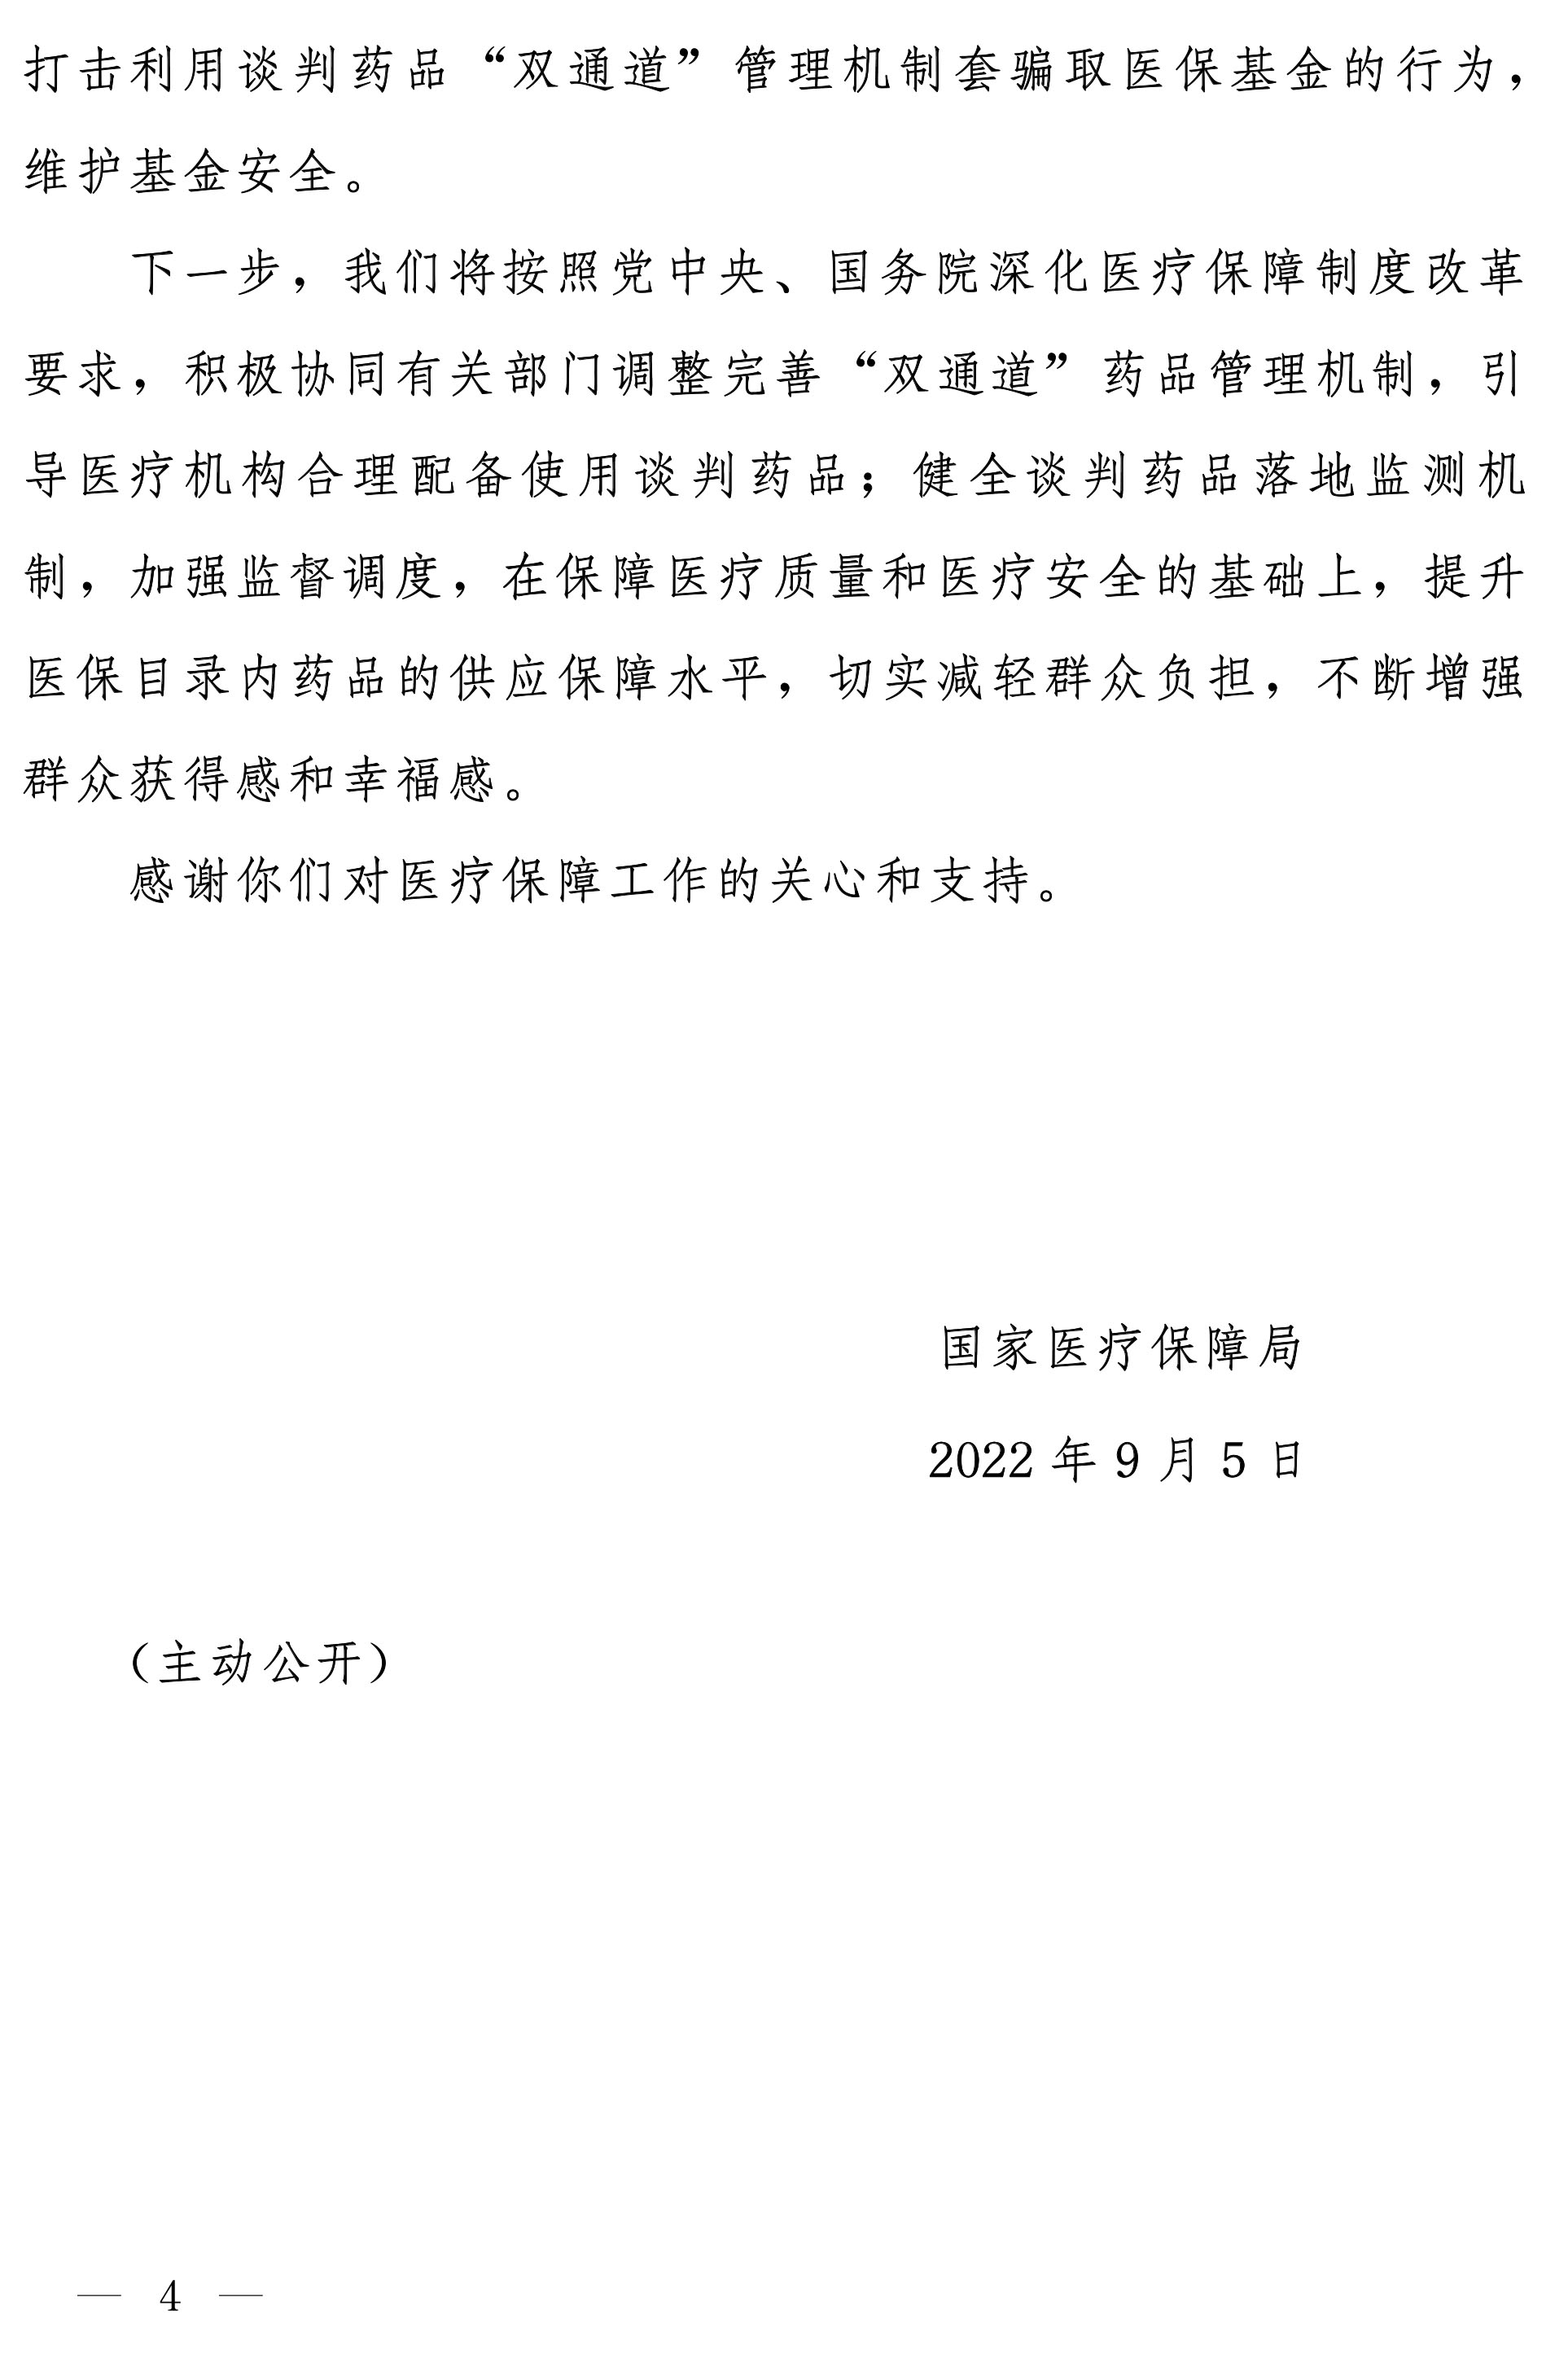 打击利用谈判药品“双通道”管理机制套骗取医保基金的行为，
维护基金安全。
下一步，我们将按照党中央、国务院深化医疗保障制度改革
要求，积极协同有关部门调整完善“双通道”药品管理机制，引
导医疗机构合理配备使用谈判药品；健全谈判药品落地监测机
制，加强监督调度，在保障医疗质量和医疗安全的基础上，提升
医保目录内药品的供应保障水平，切实减轻群众负担，不断增强
群众获得感和幸福感。
感谢你们对医疗保障工作的关心和支持。
国家医疗保障局
2022 年 9 月 5 日
（主动公开）
— 4 —